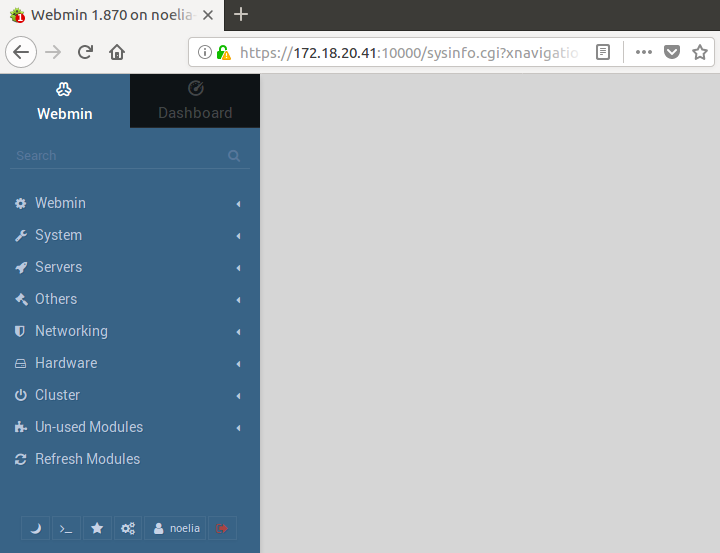 Webmin 1.870 on noelia
https://172.18.20.41:10000/sysinfo.cgi?xnavigatio
Webmin
Dashboard
Search
Webmin
System
Servers
Others
Networking
Hardware
Cluster
Un-used Modules
Refresh Modules
noelia